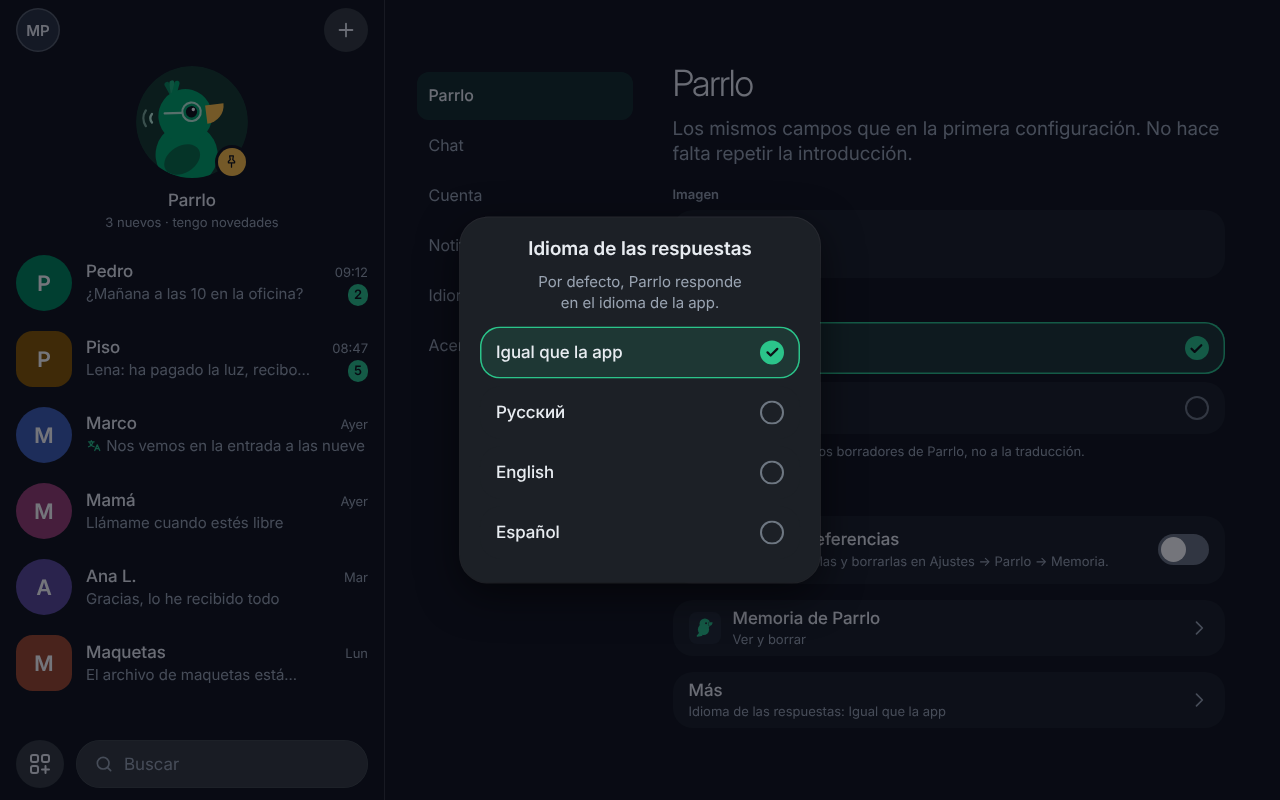 MP
Parrlo
3 nuevos · tengo novedades
P
Pedro
09:12
¿Mañana a las 10 en la oficina?
2
P
Piso
08:47
Lena: ha pagado la luz, recibo...
5
M
Marco
Ayer
Nos vemos en la entrada a las nueve
M
Mamá
Ayer
Llámame cuando estés libre
A
Ana L.
Mar
Gracias, lo he recibido todo
M
Maquetas
Lun
El archivo de maquetas está...
Buscar
Parrlo
Chat
Cuenta
Parrlo
Los mismos campos que en la primera configuración. No hace
falta repetir la introducción.
Imagen
Idioma de las respuestas
Por defecto, Parrlo responde
en el idioma de la app.
Igual que la app
Русский
English
Español
borradores de Parrlo, no a la traducción.
y borrarlas en Ajustes → Parrlo → Memoria.
Memoria de Parrlo
Ver y borrar
Más
Idioma de las respuestas: Igual que la app